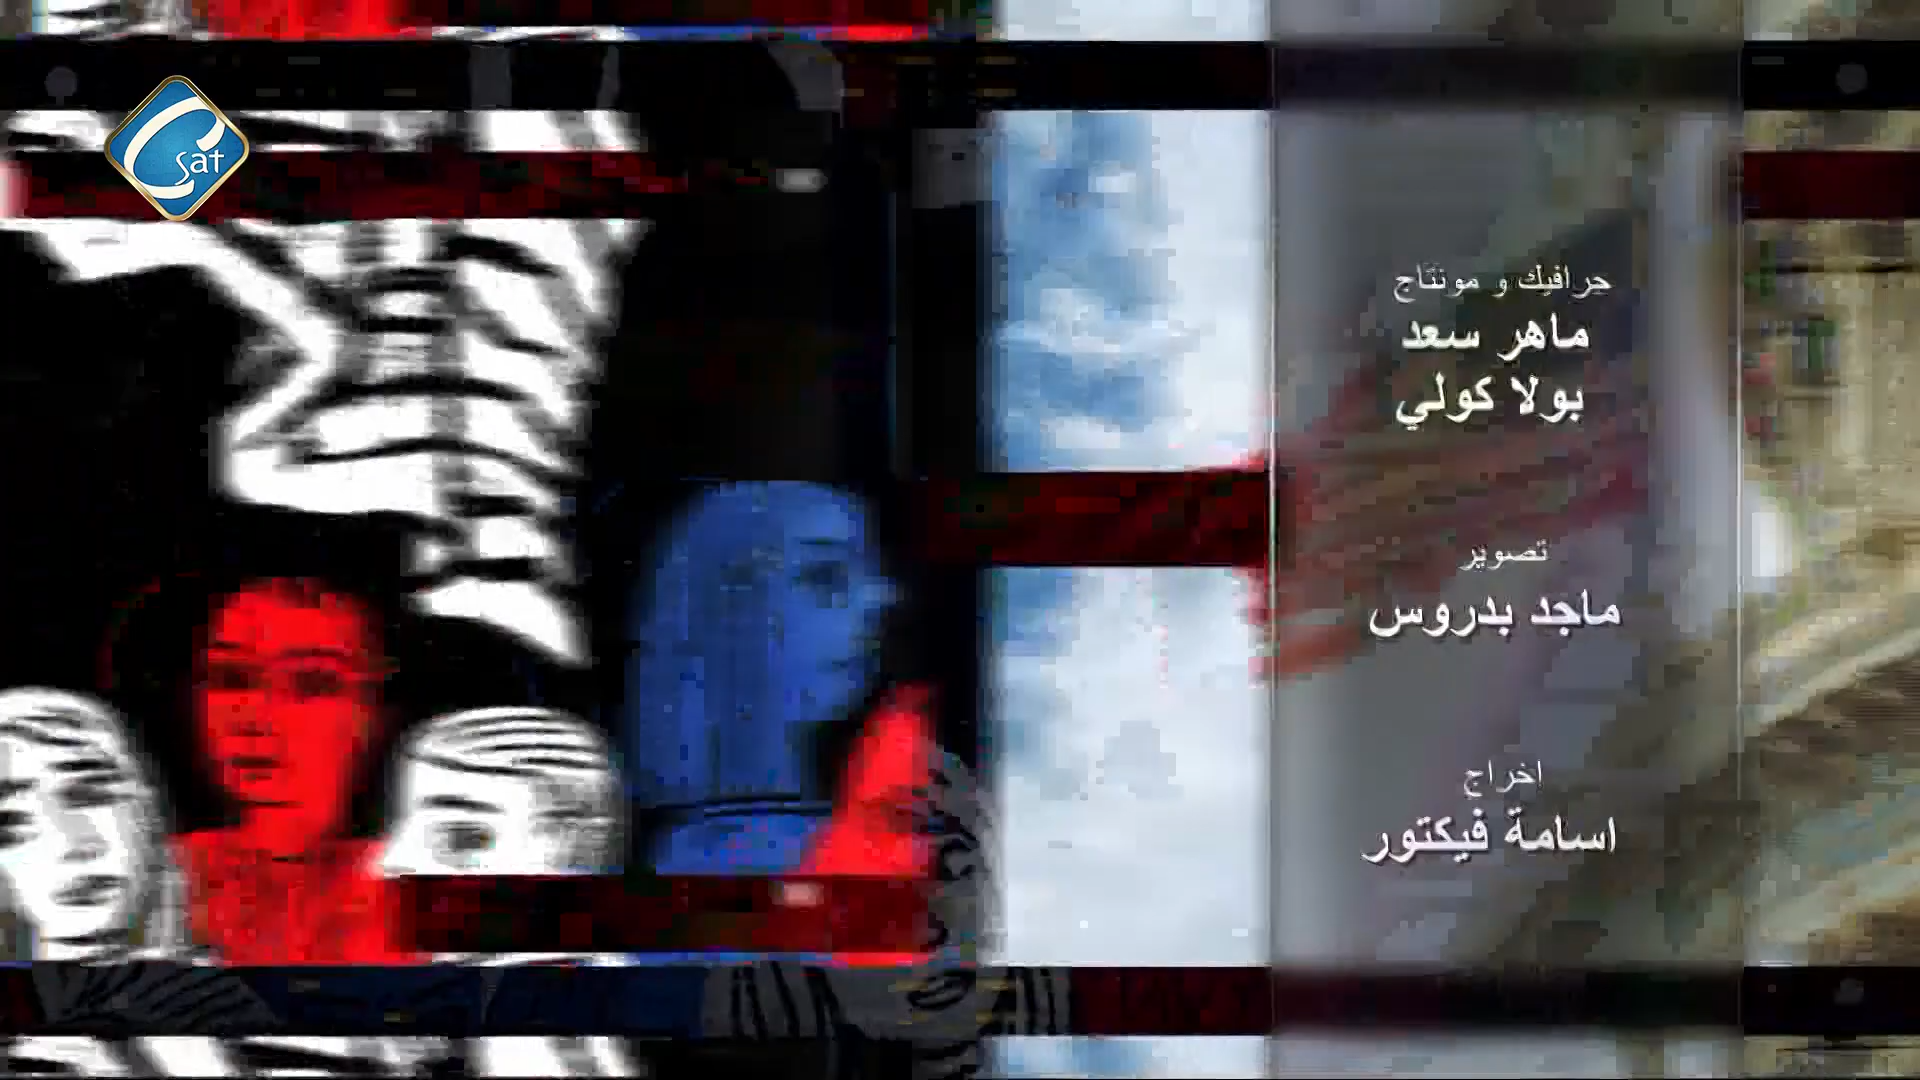 C
sat
جرافيك و مونتاج
ماهر سعد
بولا كولي
تصوير
ماجد بدروس
اخراج
اسامة فيكتور